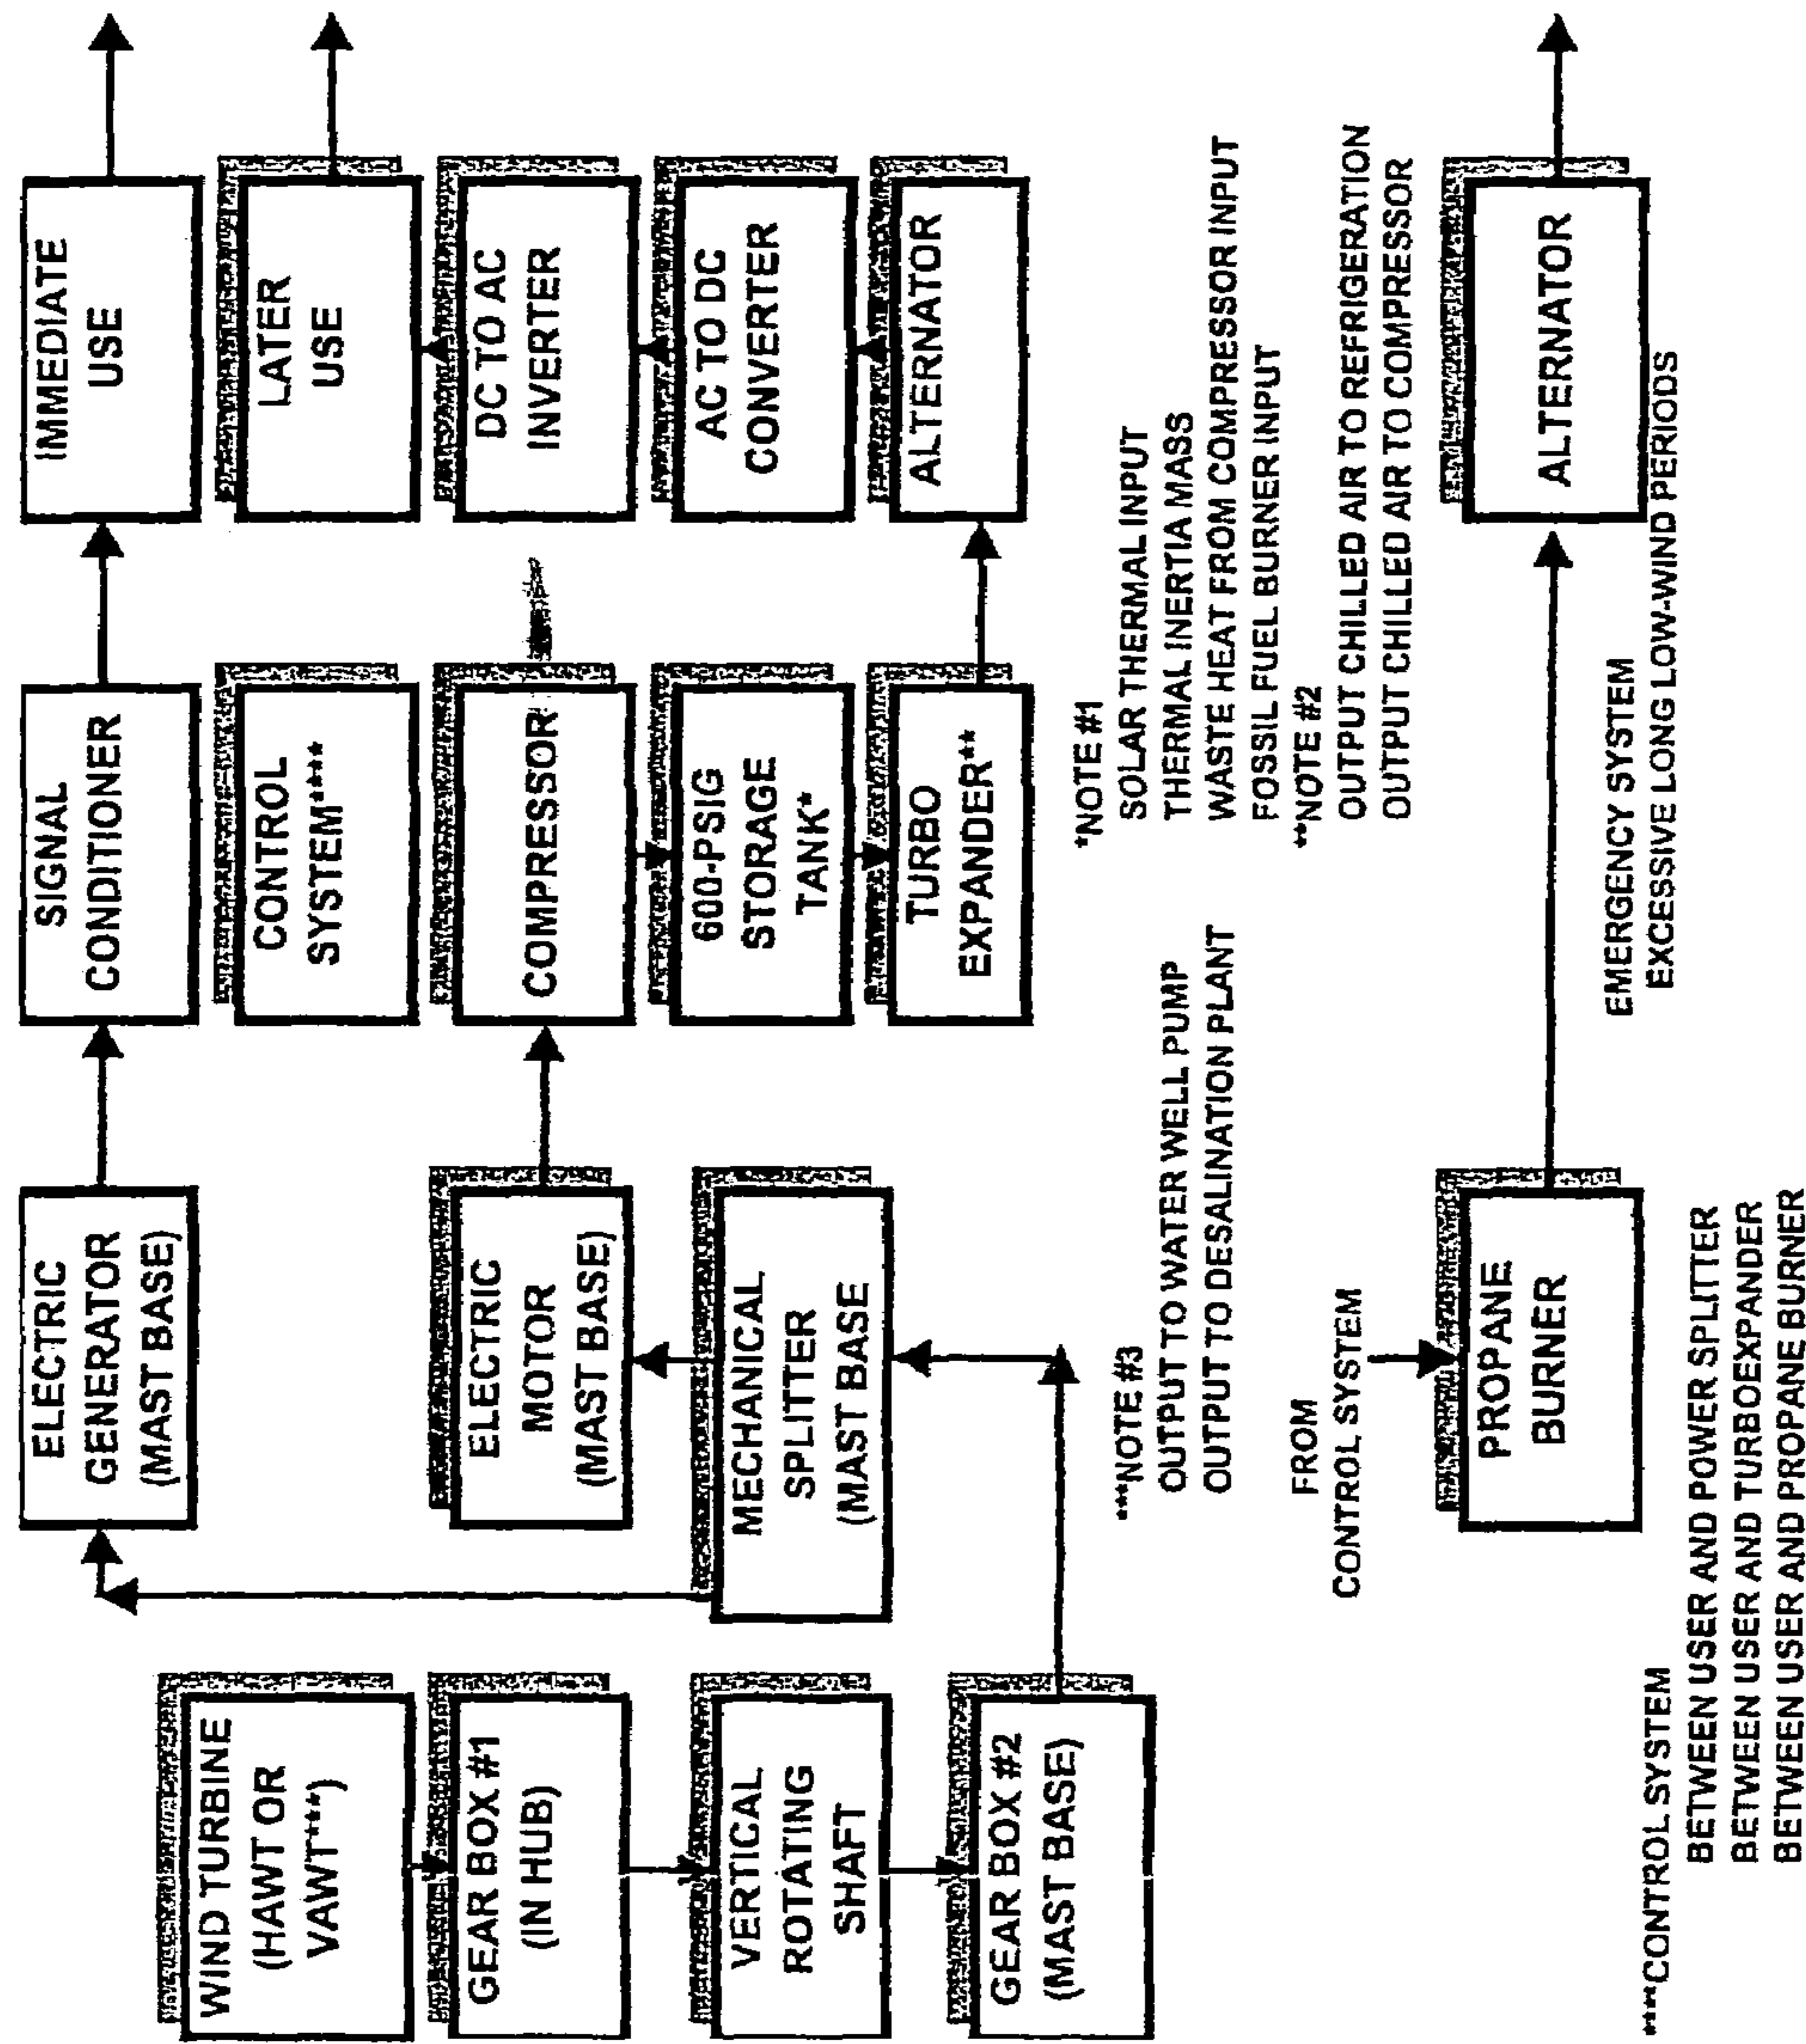 WIND TURBINE
(HAWT OR
VAWT***)
GEAR BOX #1
(IN HUB)
VERTICAL
ROTATING
SHAFT
GEAR BOX #2
(MAST BASE)
ELECTRIC
GENERATOR
(MAST BASE)
ELECTRIC
MOTOR
(MAST BASE)
MECHANICAL
SPLITTER
(MAST BASE)
SIGNAL
CONDITIONER
CONTROL
SYSTEM****
COMPRESSOR
600-PSIG
STORAGE
TANK*
TURBO
EXPANDER**
IMMEDIATE
USE
LATER
USE
DC TO AC
INVERTER
AC TO DC
CONVERTER
ALTERNATOR
*NOTE #1
SOLAR THERMAL INPUT
THERMAL INERTIA MASS
WASTE HEAT FROM COMPRESSOR INPUT
FOSSIL FUEL BURNER INPUT
**NOTE #2
OUTPUT CHILLED AIR TO REFRIGERATION
OUTPUT CHILLED AIR TO COMPRESSOR
***NOTE #3
OUTPUT TO WATER WELL PUMP
OUTPUT TO DESALINATION PLANT
FROM
CONTROL SYSTEM
PROPANE
BURNER
ALTERNATOR
EMERGENCY SYSTEM
EXCESSIVE LONG LOW-WIND PERIODS
****CONTROL SYSTEM
BETWEEN USER AND POWER SPLITTER
BETWEEN USER AND TURBOEXPANDER
BETWEEN USER AND PROPANE BURNER